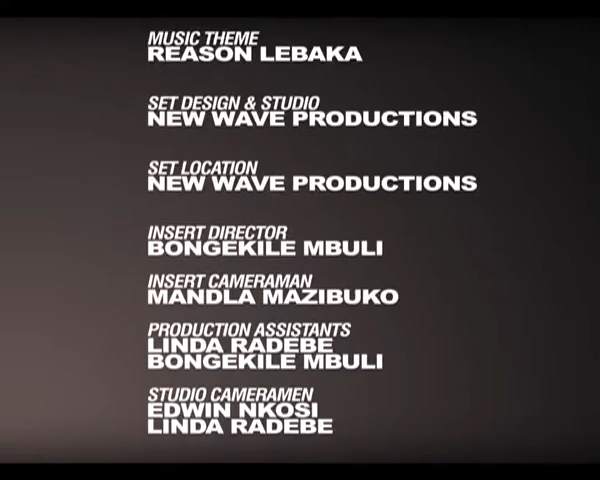 MUSIC THEME
REASON LEBAKA
SET DESIGN & STUDIO
NEW WAVE PRODUCTIONS
SET LOCATION
NEW WAVE PRODUCTIONS
INSERT DIRECTOR
BONGEKILE MBULI
INSERT CAMERAMAN
MANDLA MAZIBUKO
PRODUCTION ASSISTANTS
LINDA RADEBE
BONGEKILE MBULI
STUDIO CAMERAMEN
EDWIN NKOSI
LINDA RADEBE